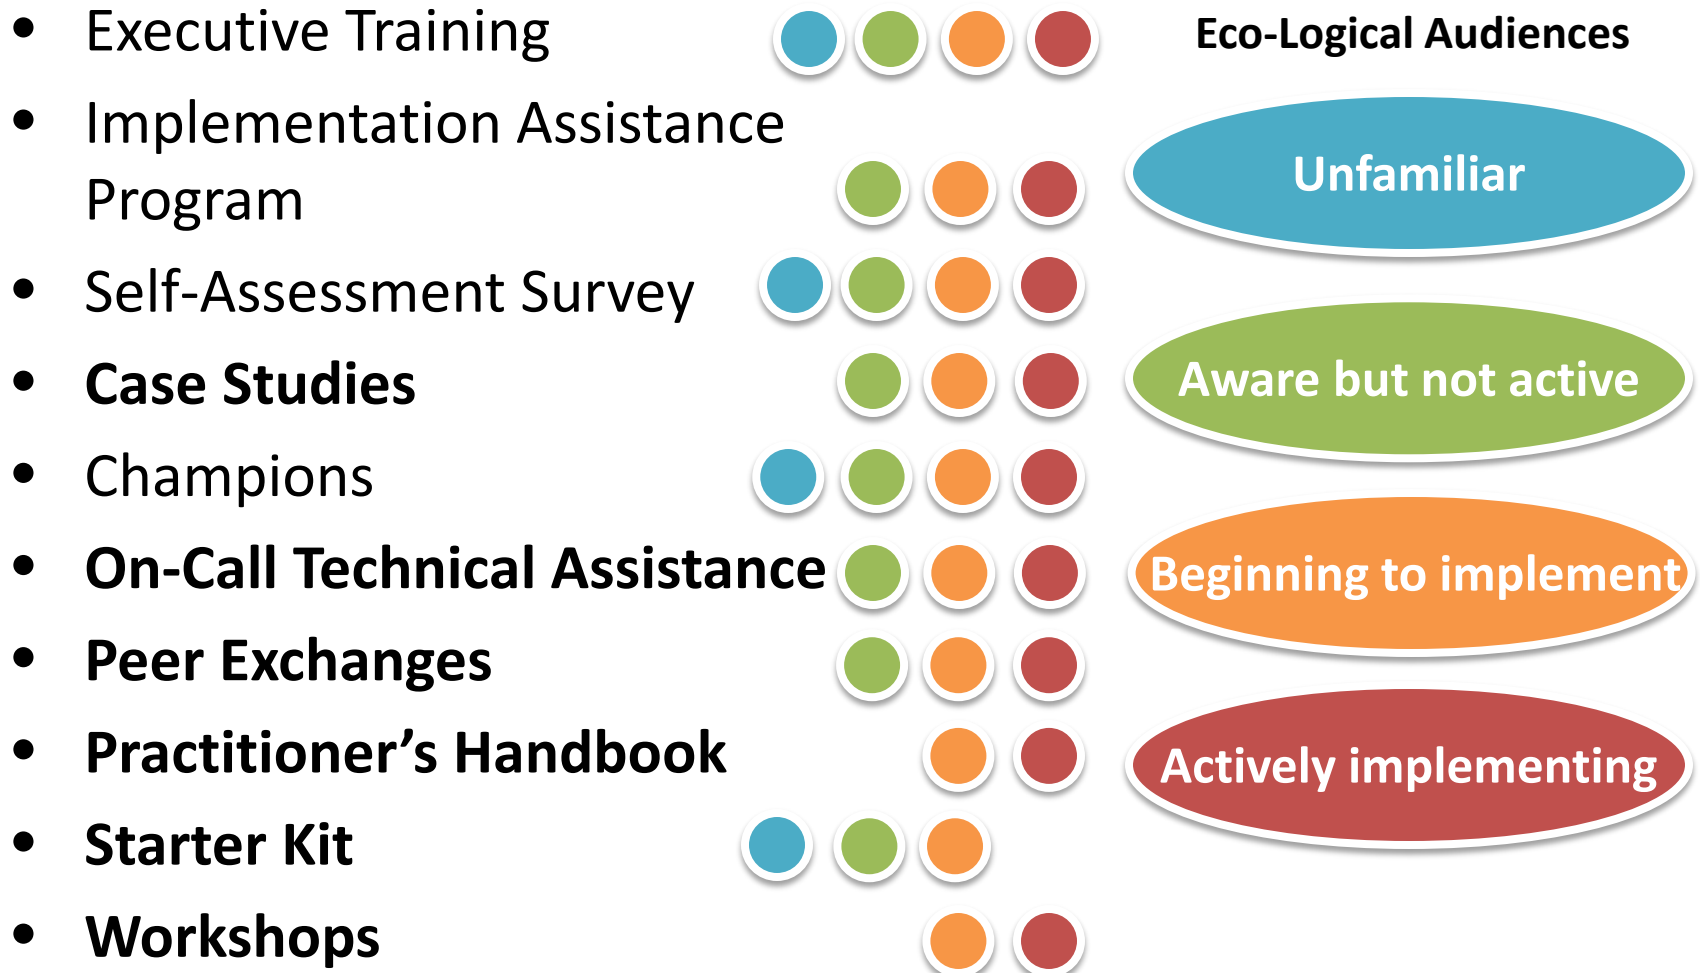 • Executive Training
• Implementation Assistance
Program
• Self-Assessment Survey
• Case Studies
• Champions
• On-Call Technical Assistance
• Peer Exchanges
• Practitioner’s Handbook
• Starter Kit
• Workshops
Eco-Logical Audiences
Unfamiliar
Aware but not active
Beginning to implement
Actively implementing